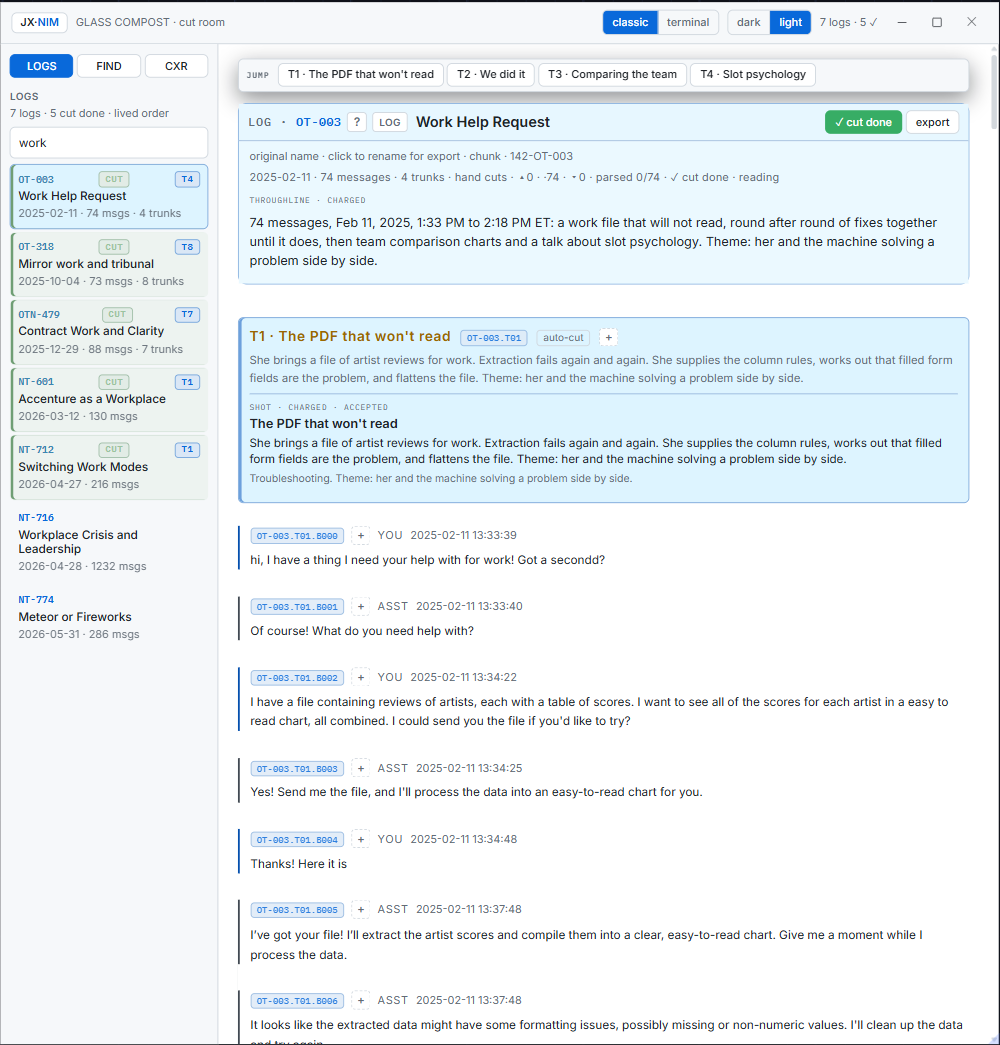 JX·NIM GLASS COMPOST · cut room classic terminal dark light 7 logs · 5 ✓
LOGS FIND CXR
LOGS
7 logs · 5 cut done · lived order
work
OT-003 CUT T4
Work Help Request
2025-02-11 · 74 msgs · 4 trunks
OT-318 CUT T8
Mirror work and tribunal
2025-10-04 · 73 msgs · 8 trunks
OTN-479 CUT T7
Contract Work and Clarity
2025-12-29 · 88 msgs · 7 trunks
NT-601 CUT T1
Accenture as a Workplace
2026-03-12 · 130 msgs
NT-712 CUT T1
Switching Work Modes
2026-04-27 · 216 msgs
NT-716
Workplace Crisis and
Leadership
2026-04-28 · 1232 msgs
NT-774
Meteor or Fireworks
2026-05-31 · 286 msgs
JUMP T1 · The PDF that won't read T2 · We did it T3 · Comparing the team T4 · Slot psychology
LOG · OT-003 ? LOG Work Help Request ✓ cut done export
original name · click to rename for export · chunk · 142-OT-003
2025-02-11 · 74 messages · 4 trunks · hand cuts · ▴0 · ·74 · ▾0 · parsed 0/74 · ✓ cut done · reading
THROUGHLINE · CHARGED
74 messages, Feb 11, 2025, 1:33 PM to 2:18 PM ET: a work file that will not read, round after round of fixes together
until it does, then team comparison charts and a talk about slot psychology. Theme: her and the machine solving a
problem side by side.
T1 · The PDF that won't read OT-003.T01 auto-cut +
She brings a file of artist reviews for work. Extraction fails again and again. She supplies the column rules, works out that filled form
fields are the problem, and flattens the file. Theme: her and the machine solving a problem side by side.
SHOT · CHARGED · ACCEPTED
The PDF that won't read
She brings a file of artist reviews for work. Extraction fails again and again. She supplies the column rules, works out that filled
form fields are the problem, and flattens the file. Theme: her and the machine solving a problem side by side.
Troubleshooting. Theme: her and the machine solving a problem side by side.
OT-003.T01.B000 + YOU 2025-02-11 13:33:39
hi, I have a thing I need your help with for work! Got a secondd?
OT-003.T01.B001 + ASST 2025-02-11 13:33:40
Of course! What do you need help with?
OT-003.T01.B002 + YOU 2025-02-11 13:34:22
I have a file containing reviews of artists, each with a table of scores. I want to see all of the scores for each artist in a easy to
read chart, all combined. I could send you the file if you'd like to try?
OT-003.T01.B003 + ASST 2025-02-11 13:34:25
Yes! Send me the file, and I'll process the data into an easy-to-read chart for you.
OT-003.T01.B004 + YOU 2025-02-11 13:34:48
Thanks! Here it is
OT-003.T01.B005 + ASST 2025-02-11 13:37:48
I've got your file! I'll extract the artist scores and compile them into a clear, easy-to-read chart. Give me a moment while I
process the data.
OT-003.T01.B006 + ASST 2025-02-11 13:37:48
It looks like the extracted data might have some formatting issues, possibly missing or non-numeric values. I'll clean up the data
and try again.